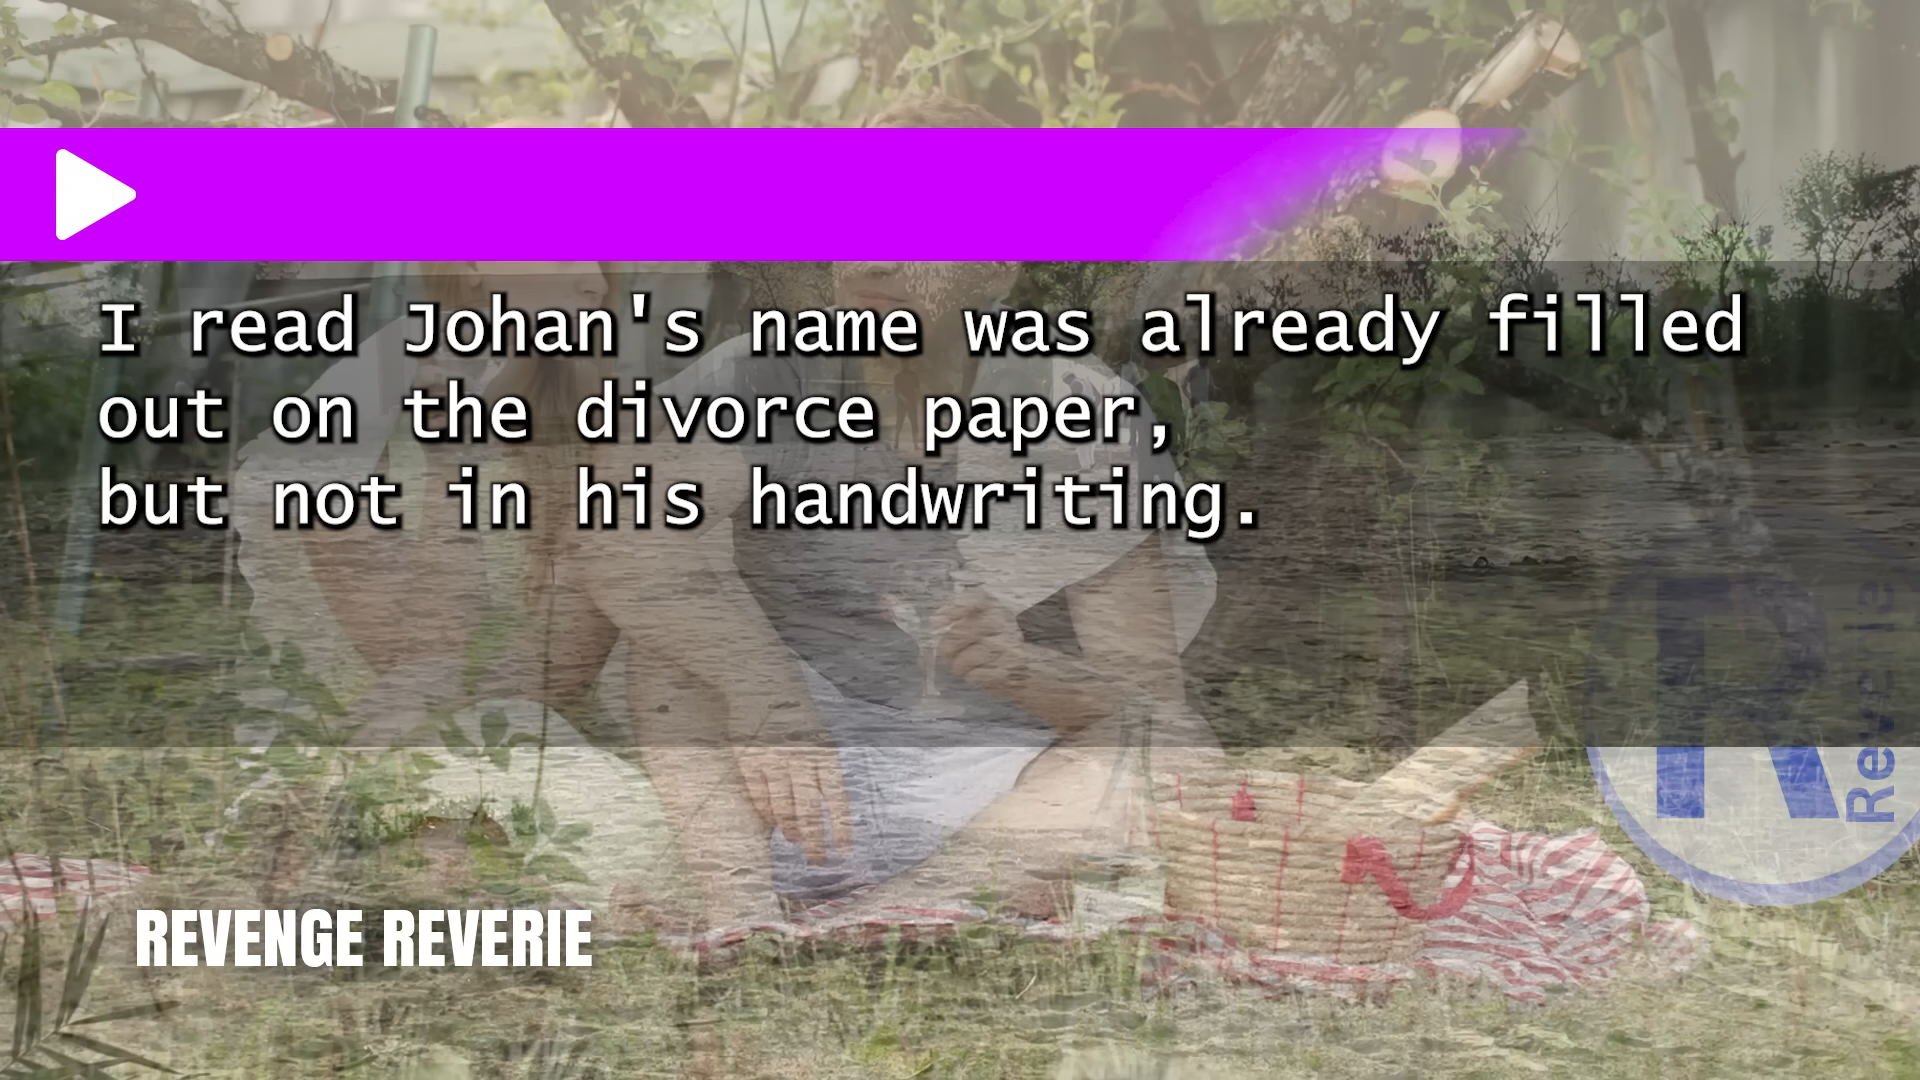 I read Johan's name was already filled
out on the divorce paper,
but not in his handwriting.
R
Reverie
REVENGE REVERIE